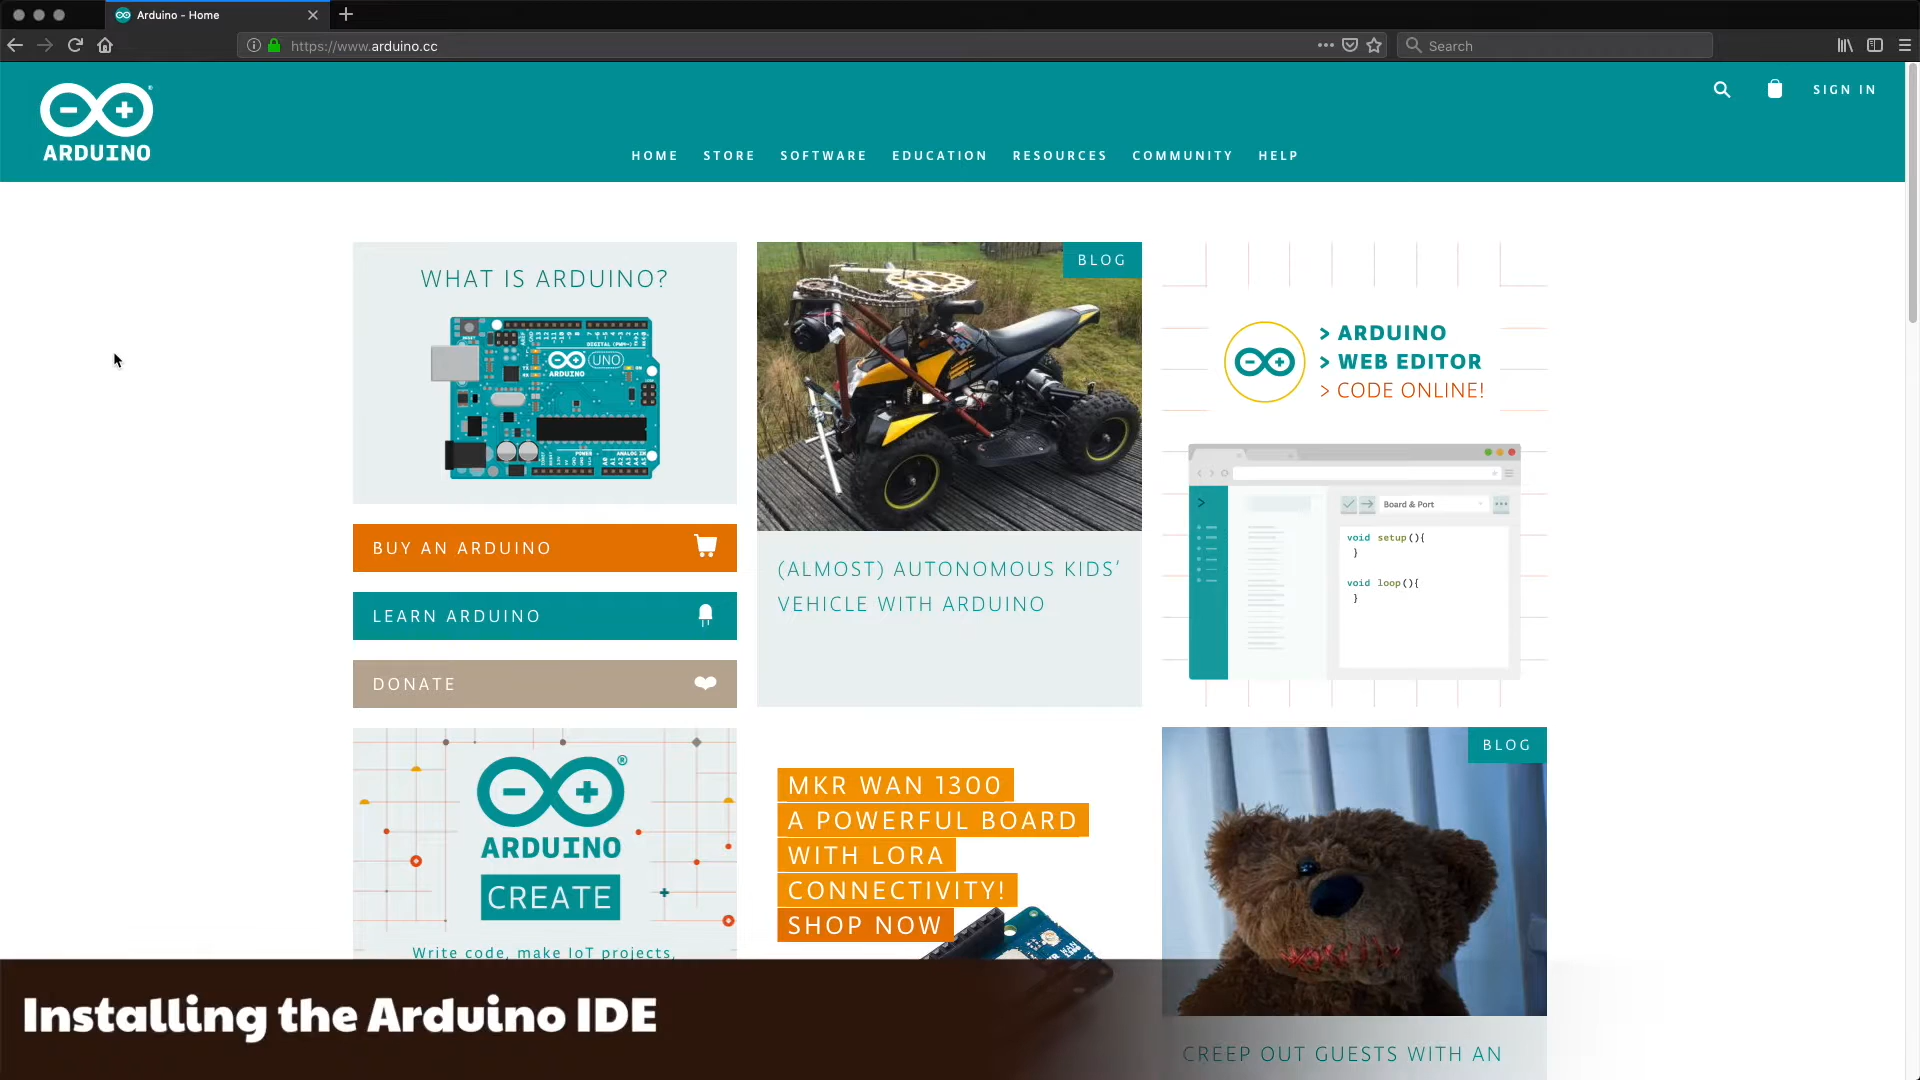 Arduino - Home
https://www.arduino.cc
Search
SIGN IN
ARDUINO
HOME STORE SOFTWARE EDUCATION RESOURCES COMMUNITY HELP
WHAT IS ARDUINO?
ARDUINO
UNO
BUY AN ARDUINO
LEARN ARDUINO
DONATE
ARDUINO
CREATE
Write code, make IoT projects,
BLOG
(ALMOST) AUTONOMOUS KIDS'
VEHICLE WITH ARDUINO
MKR WAN 1300
A POWERFUL BOARD
WITH LORA
CONNECTIVITY!
SHOP NOW
> ARDUINO
> WEB EDITOR
> CODE ONLINE!
Board & Port
void setup(){
}
void loop(){
}
BLOG
CREEP OUT GUESTS WITH AN
Installing the Arduino IDE